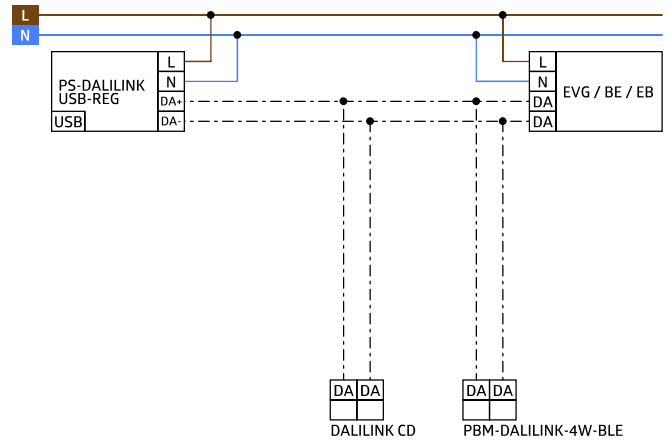 L
N
PS-DALILINK
USB-REG
USB
L
N
DA+
DA-
L
N
DA
DA
EVG / BE / EB
DA DA
DALILINK CD
DA DA
PBM-DALILINK-4W-BLE